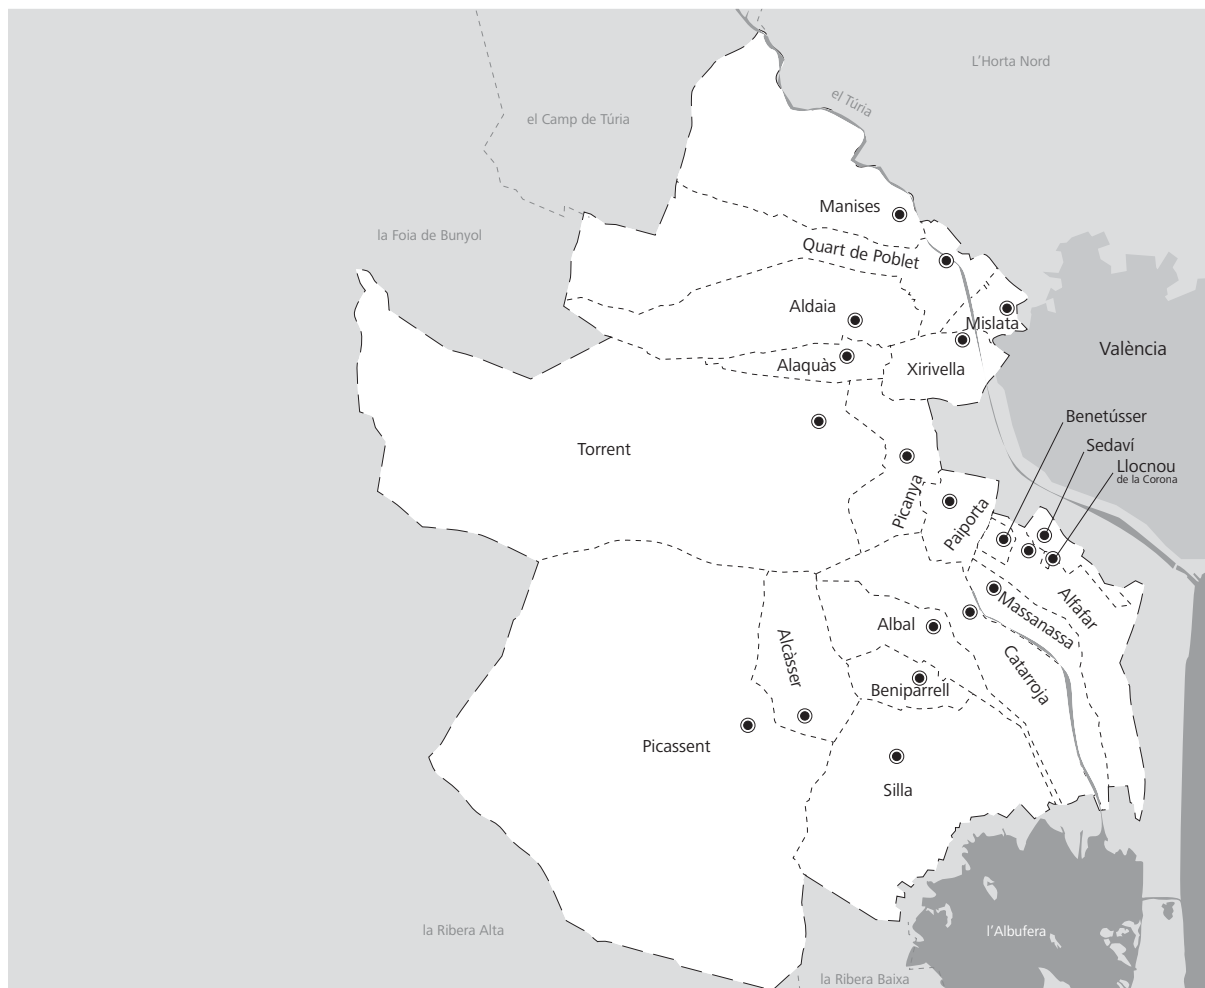 L'Horta Nord
el Túria
el Camp de Túria
Manises
la Foia de Bunyol
Quart de Poblet
Aldaia
Mislata
València
Alaquàs
Xirivella
Benetússer
Sedaví
Torrent
Llocnou
de la Corona
Picanya
Paiporta
Alfafar
Massanassa
Albal
Alcàsser
Catarroja
Beniparrell
Picassent
Silla
la Ribera Alta
l'Albufera
la Ribera Baixa